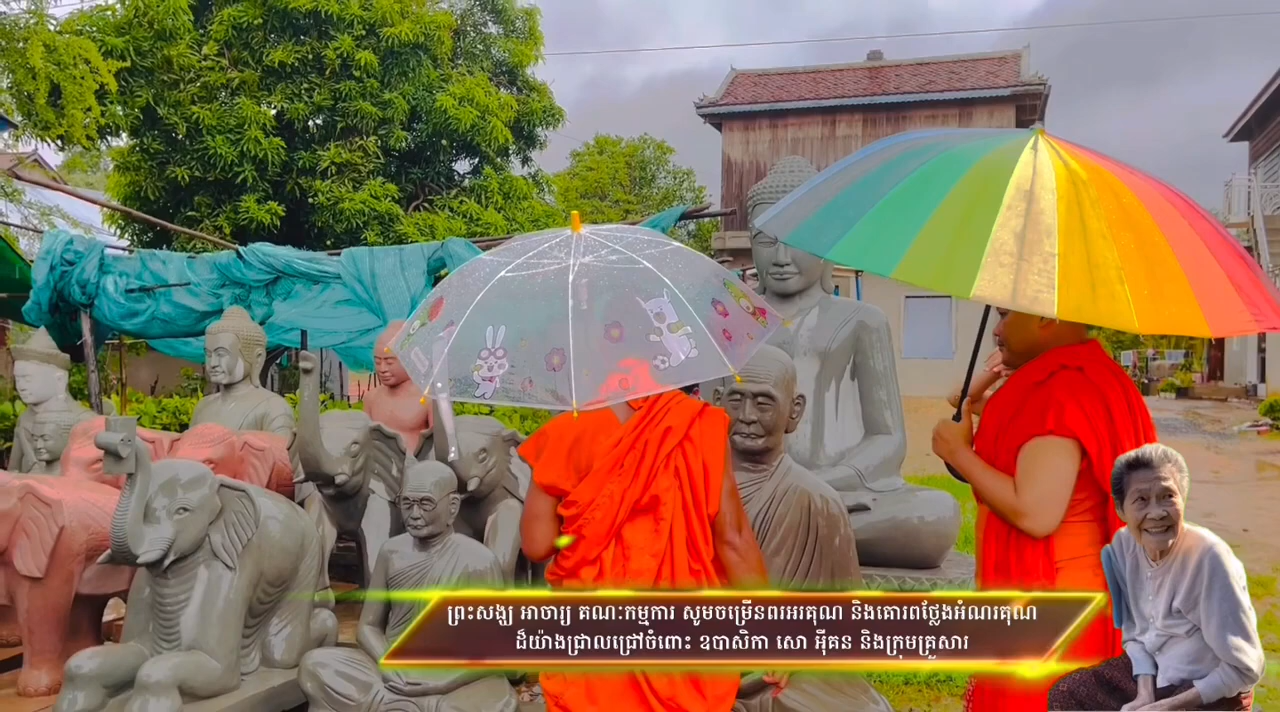 ព្រះសង្ឃ អាចារ្យ គណៈកម្មការ សូមចម្រើនពរអរគុណ និងគោរពថ្លែងអំណរគុណ
ដ៏យ៉ាងជ្រាលជ្រៅចំពោះ ឧបាសិកា សោ អ៊ីគន និងក្រុមគ្រួសារ